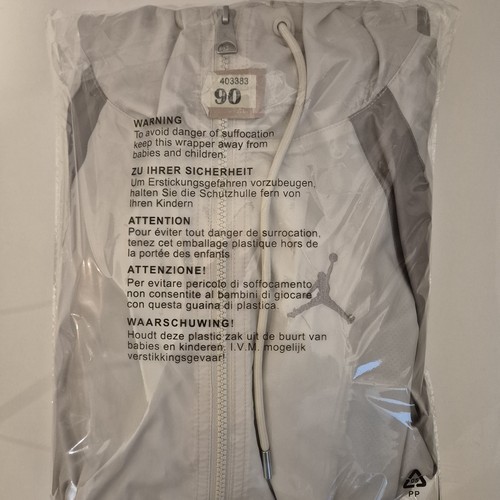 403383
90
WARNING
To avoid danger of suffocation
keep this wrapper away from
babies and children.
ZU IHRER SICHERHEIT
Um Erstickungsgefahren vorzubeugen,
halten Sie die Schutzhulle fern von
Ihren Kindern
ATTENTION
Pour éviter tout danger de surrocation,
tenez cet emballage plastique hors de
la portée des enfants
ATTENZIONE!
Per evitare pericolo di soffocamento
non consentite al bambini di giocare
con questa guaina di plastica.
WAARSCHUWING!
Houdt deze plastic zak uit de buurt van
babies en kinderen. I.V.M. mogelijk
verstikkingsgevaar!
05
PP